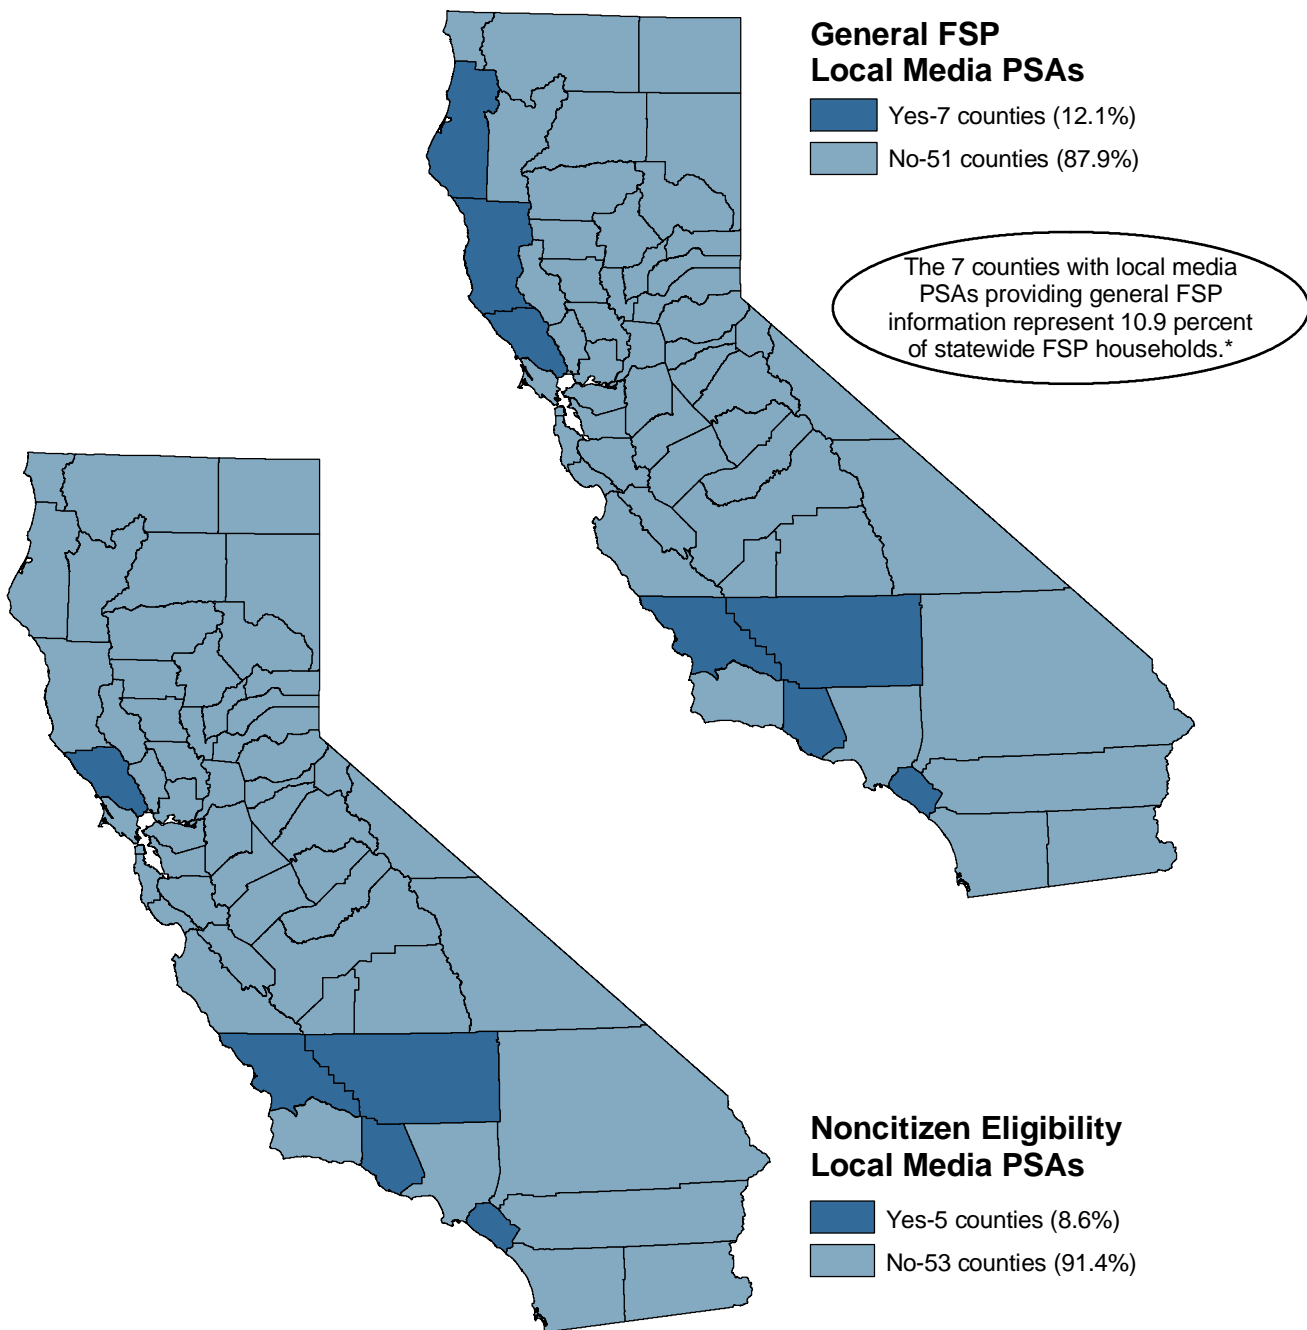 General FSP
Local Media PSAs
Yes-7 counties (12.1%)
No-51 counties (87.9%)
The 7 counties with local media
PSAs providing general FSP
information represent 10.9 percent
of statewide FSP households.*
Noncitizen Eligibility
Local Media PSAs
Yes-5 counties (8.6%)
No-53 counties (91.4%)